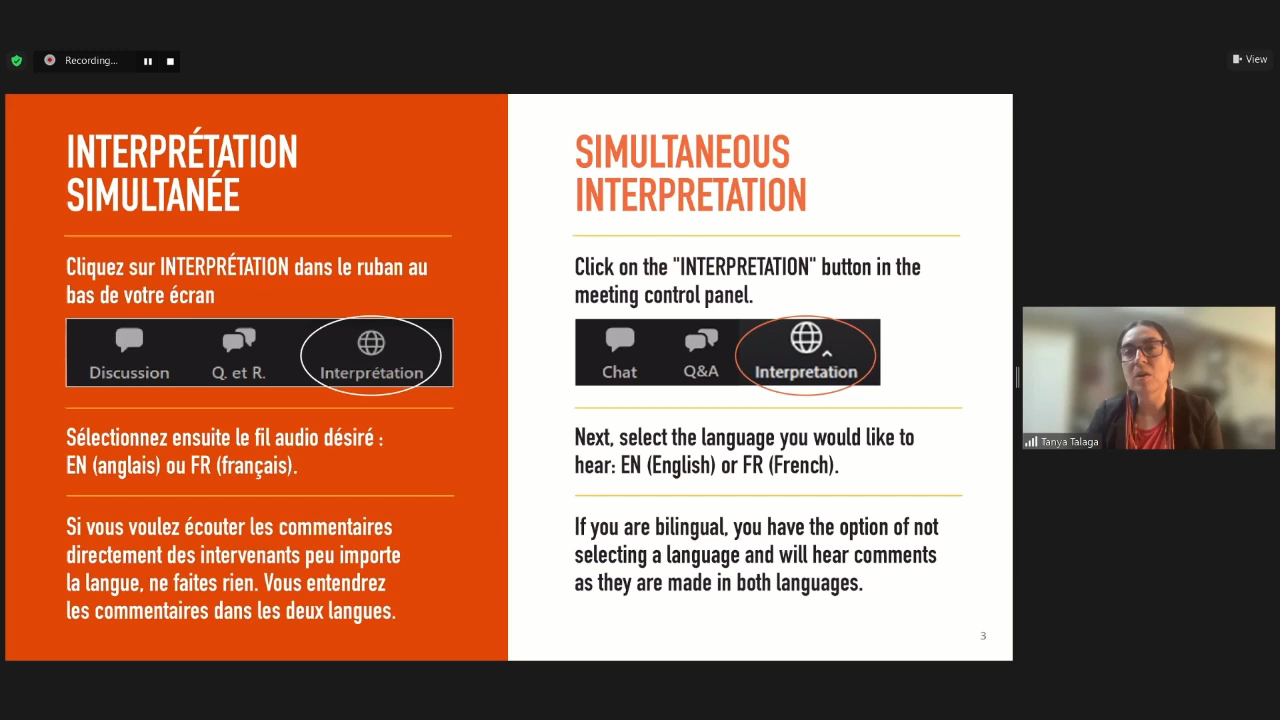 Recording...
View
INTERPRÉTATION
SIMULTANÉE
Cliquez sur INTERPRÉTATION dans le ruban au
bas de votre écran
Discussion
Q. et R.
Interprétation
Sélectionnez ensuite le fil audio désiré :
EN (anglais) ou FR (français).
Si vous voulez écouter les commentaires
directement des intervenants peu importe
la langue, ne faites rien. Vous entendrez
les commentaires dans les deux langues.
SIMULTANEOUS
INTERPRETATION
Click on the "INTERPRETATION" button in the
meeting control panel.
Chat
Q&A
Interpretation
Next, select the language you would like to
hear: EN (English) or FR (French).
If you are bilingual, you have the option of not
selecting a language and will hear comments
as they are made in both languages.
3
Tanya Talaga